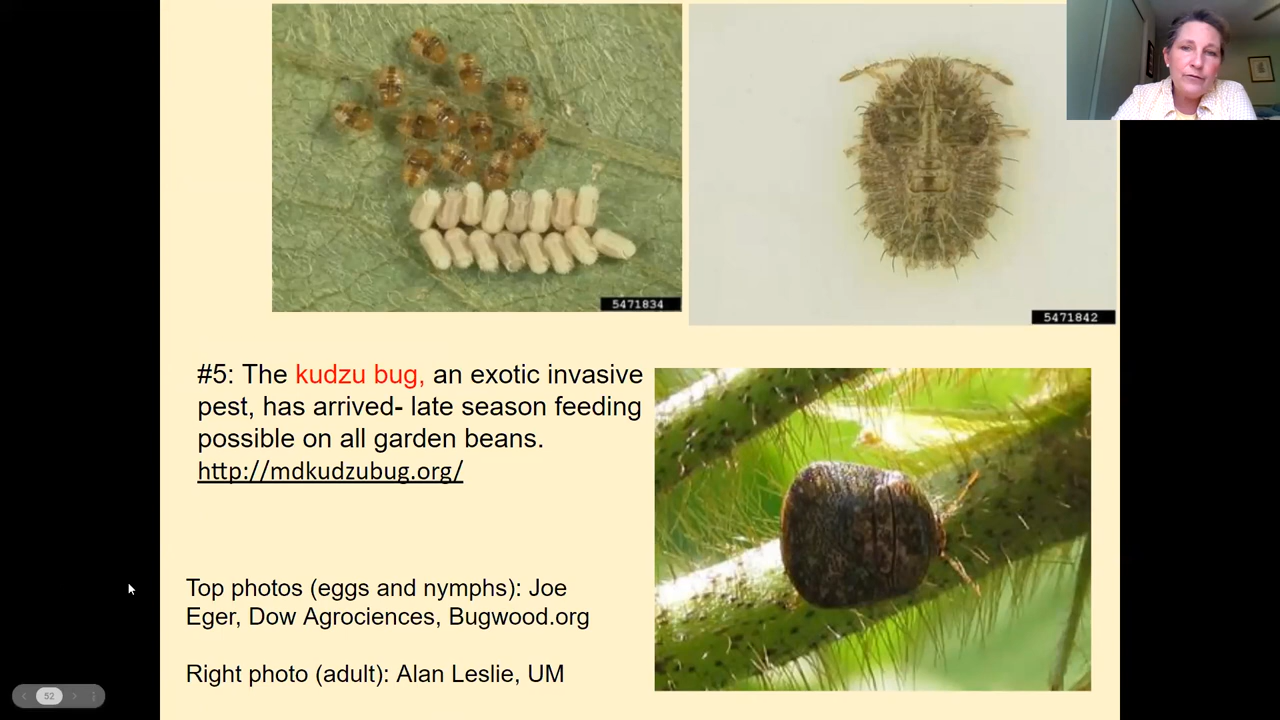 5471834
5471842
#5: The kudzu bug, an exotic invasive
pest, has arrived- late season feeding
possible on all garden beans.
http://mdkudzubug.org/
Top photos (eggs and nymphs): Joe
Eger, Dow Agrosciences, Bugwood.org
Right photo (adult): Alan Leslie, UM
52